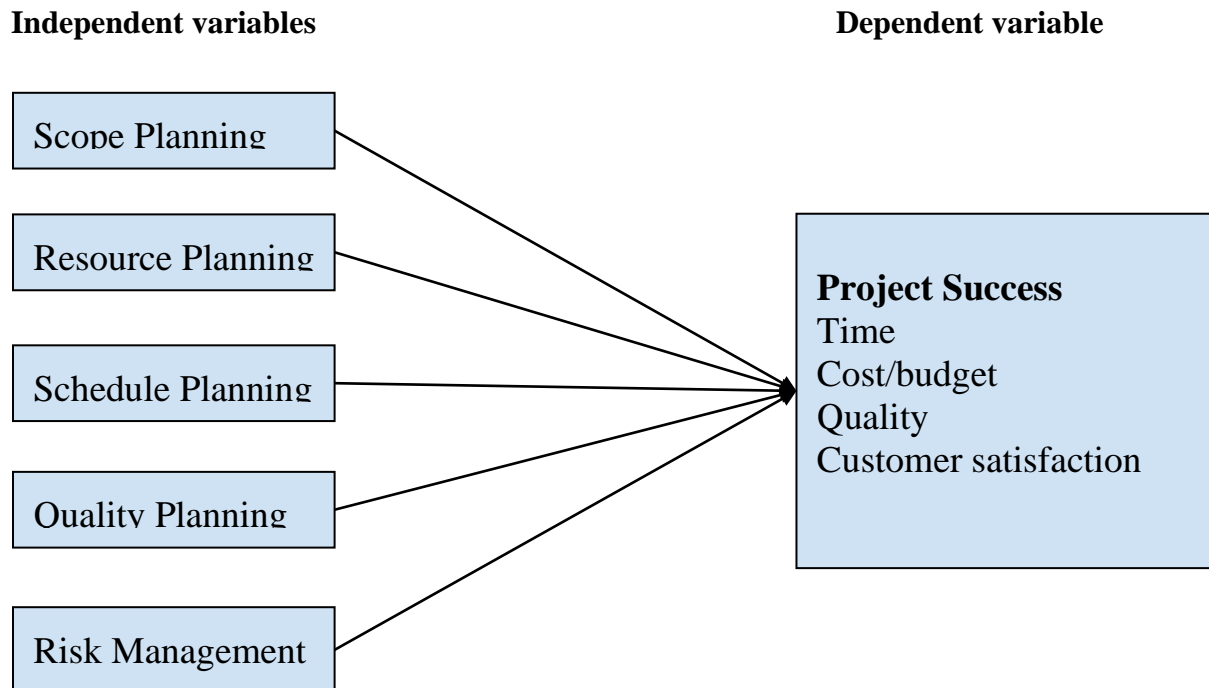 Independent variables
Dependent variable
Scope Planning
Resource Planning
Schedule Planning
Quality Planning
Risk Management
Project Success
Time
Cost/budget
Quality
Customer satisfaction